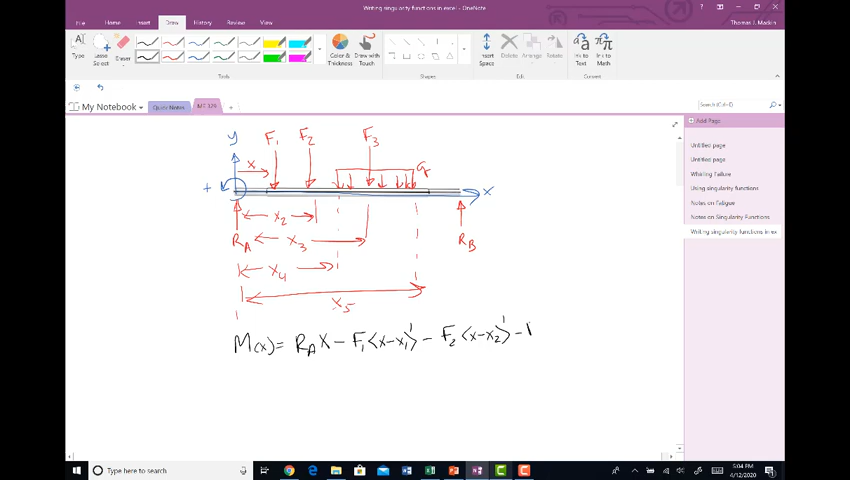 Writing singularity functions in excel - OneNote
Thomas J. Mackin
Home Insert Draw History Review View
Type
Lasso Select
Eraser
Color & Thickness
Draw with Touch
Insert Space
Delete
Arrange
Rotate
Ink to Text
Ink to Math
Tools
Shapes
Edit
Convert
My Notebook
Quick Notes
MT 329
+
Search (Ctrl+E)
Add Page
Untitled page
Untitled page
Whirling Failure
Using singularity functions
Notes on Fatigue
Notes on Singularity Functions
Writing singularity functions in ex
y
F1 F2 F3
x
q
+
x
x2
RA x3 RB
x4
x5
M(x)= RA x − F1<x−x1>¹ − F2<x−x2>¹ −
Type here to search
5:04 PM
4/12/2020